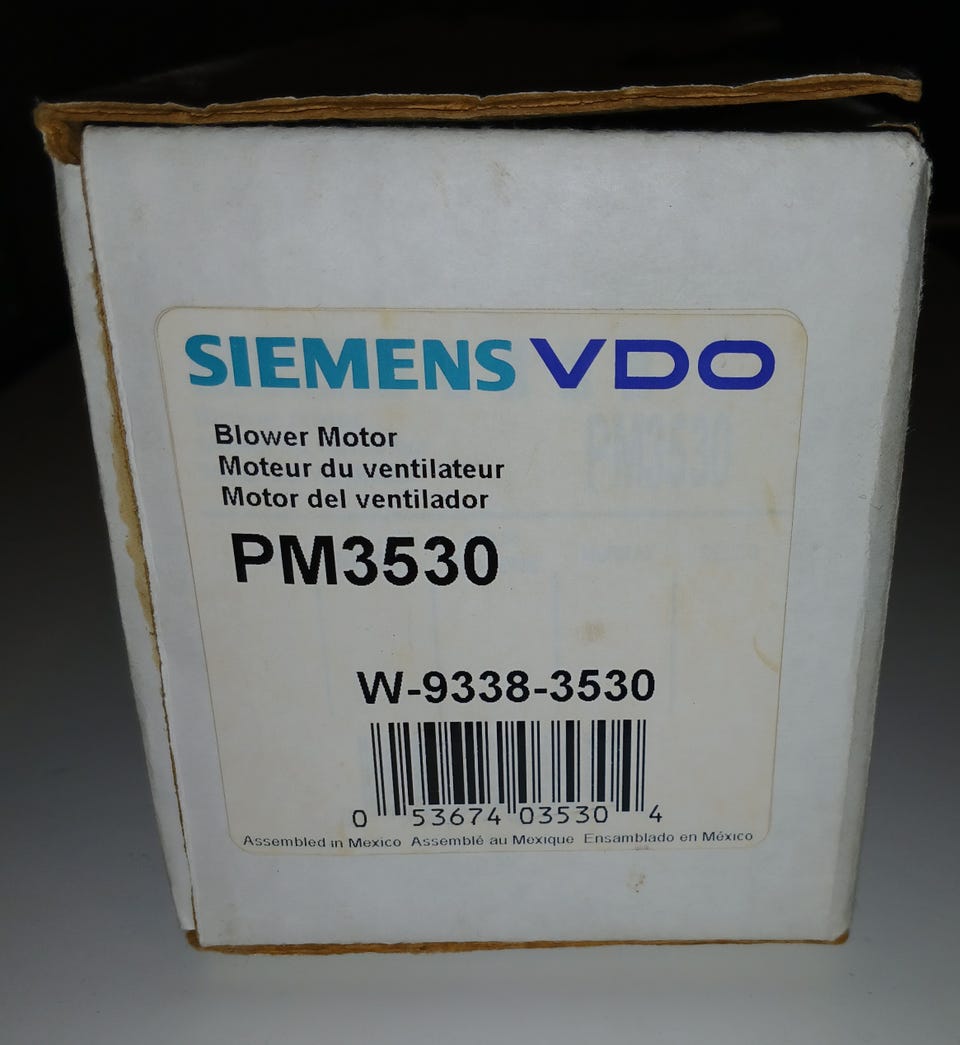 SIEMENS VDO
Blower Motor
Moteur du ventilateur
Motor del ventilador
PM3530
W-9338-3530
0 53674 03530 4
Assembled in Mexico Assemblé au Mexique Ensamblado en México